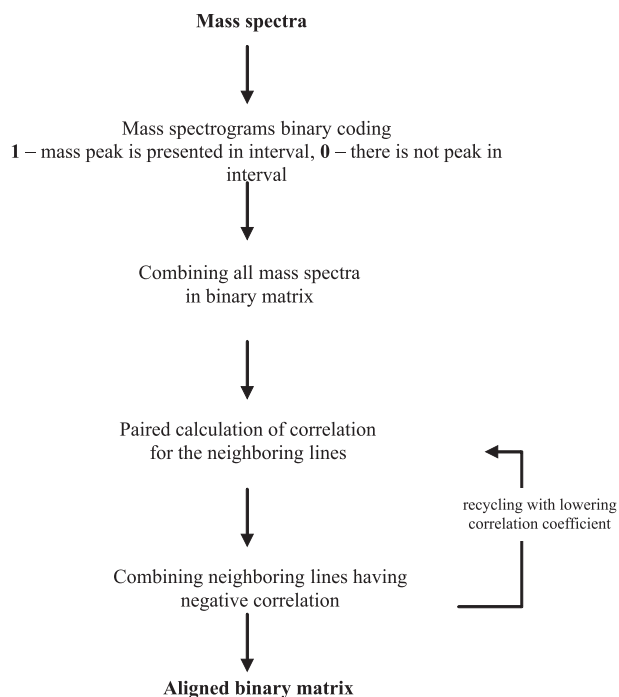 Mass spectra
Mass spectrograms binary coding
1 – mass peak is presented in interval, 0 – there is not peak in
interval
Combining all mass spectra
in binary matrix
Paired calculation of correlation
for the neighboring lines
recycling with lowering
correlation coefficient
Combining neighboring lines having
negative correlation
Aligned binary matrix